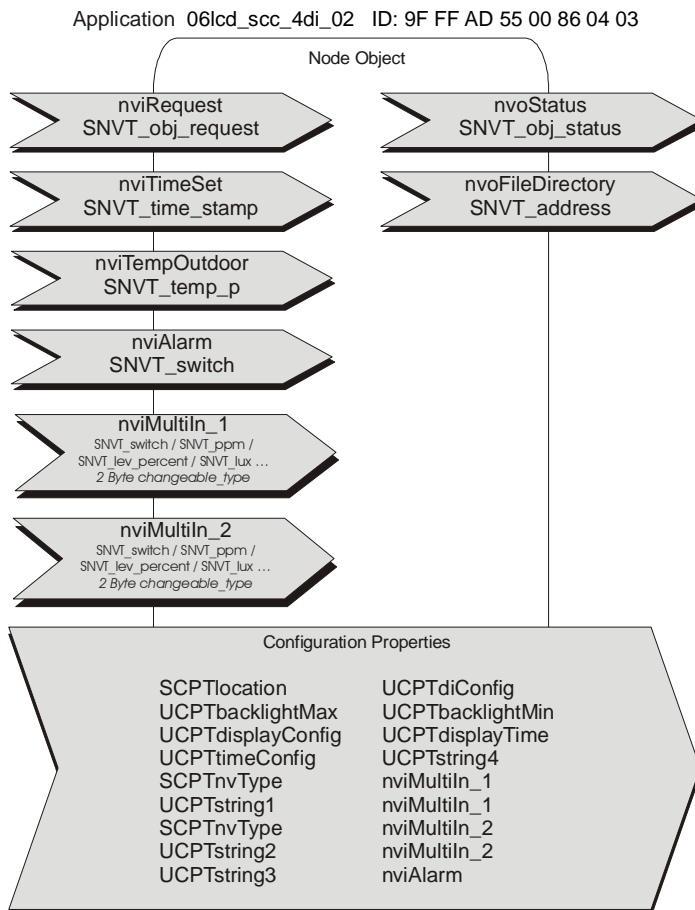 Application 06lcd_scc_4di_02 ID: 9F FF AD 55 00 86 04 03
Node Object
nviRequest
SNVT_obj_request
nvoStatus
SNVT_obj_status
nviTimeSet
SNVT_time_stamp
nvoFileDirectory
SNVT_address
nviTempOutdoor
SNVT_temp_p
nviAlarm
SNVT_switch
nviMultiIn_1
SNVT_switch / SNVT_ppm /
SNVT_lev_percent / SNVT_lux ...
2 Byte changeable_type
nviMultiIn_2
SNVT_switch / SNVT_ppm /
SNVT_lev_percent / SNVT_lux ...
2 Byte changeable_type
Configuration Properties
SCPTlocation UCPTdiConfig
UCPTbacklightMax UCPTbacklightMin
UCPTdisplayConfig UCPTdisplayTime
UCPTtimeConfig UCPTstring4
SCPTnvType nviMultiIn_1
UCPTstring1 nviMultiIn_1
SCPTnvType nviMultiIn_2
UCPTstring2 nviMultiIn_2
UCPTstring3 nviAlarm